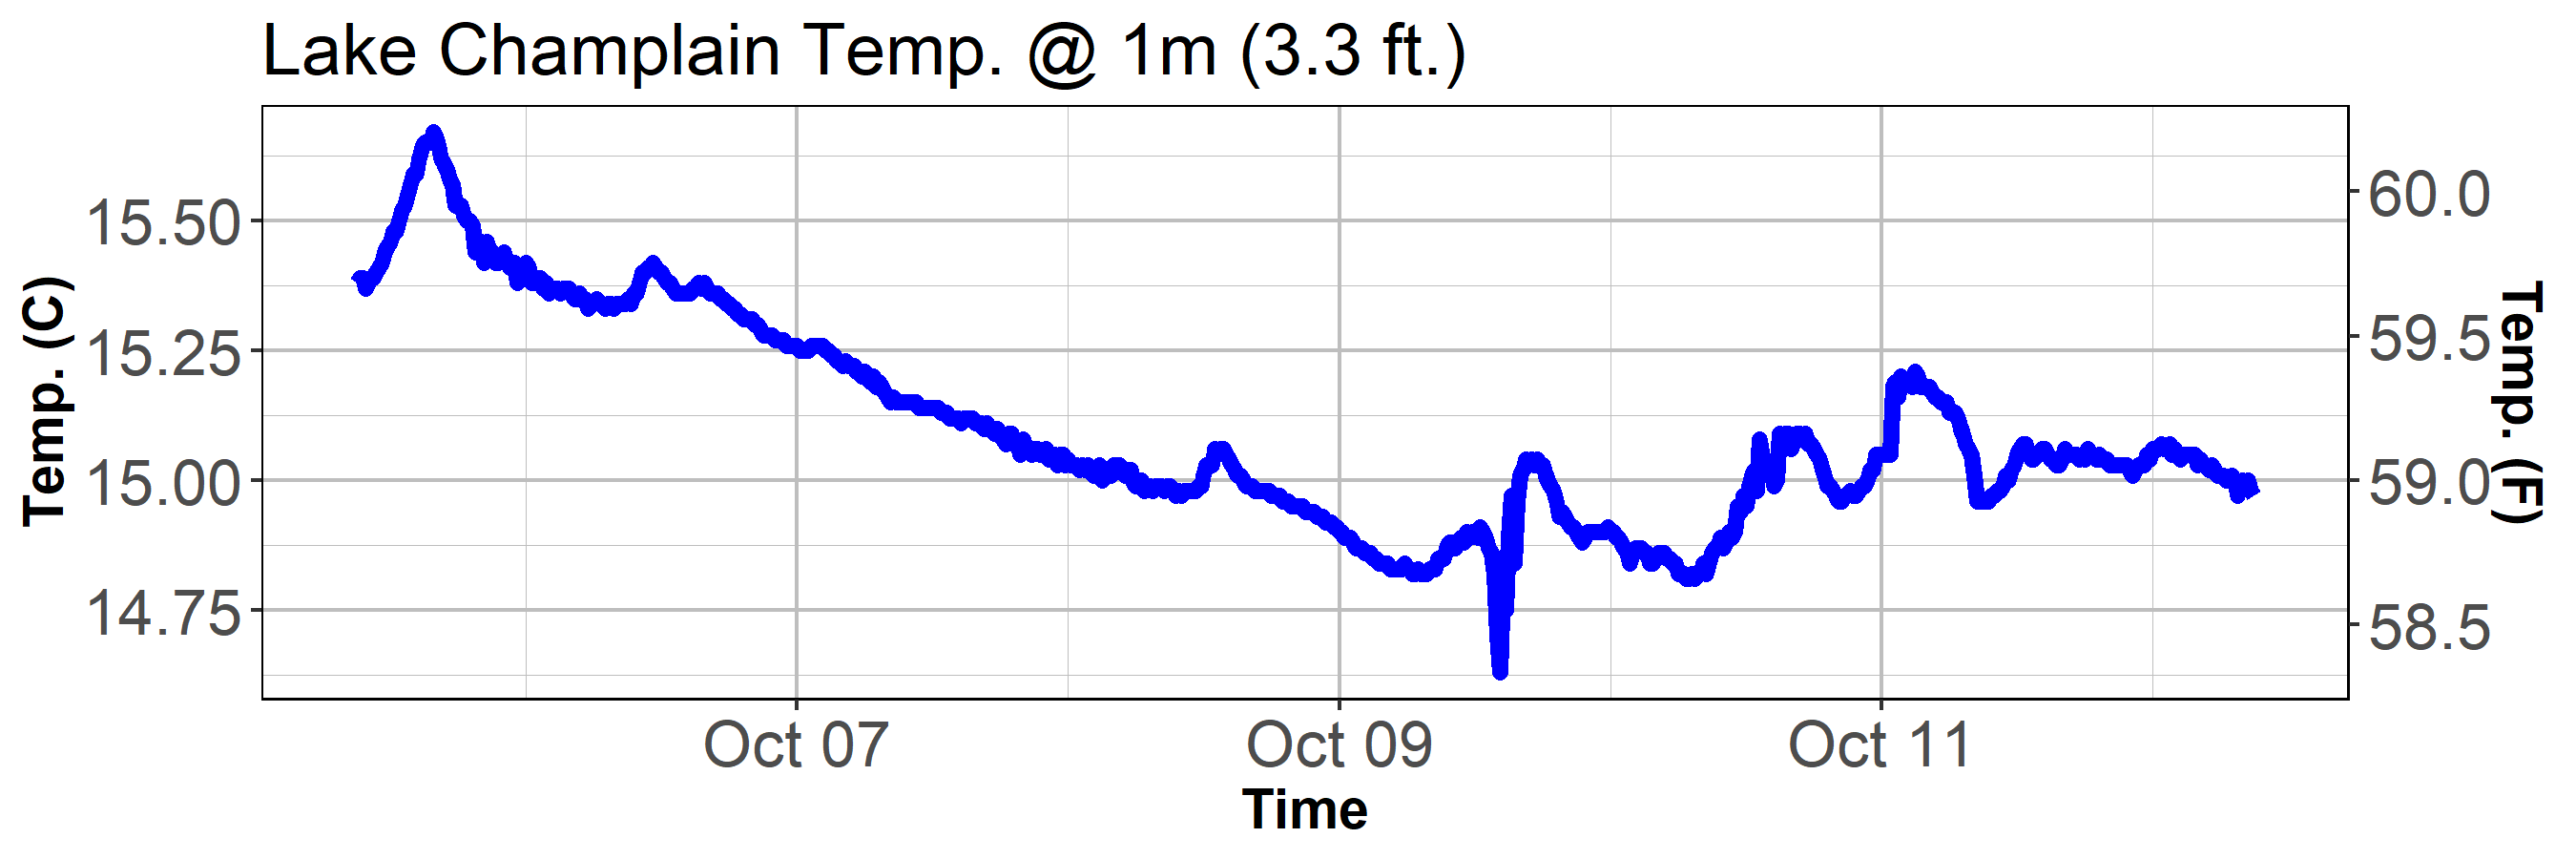 Lake Champlain Temp. @ 1m (3.3 ft.)
Temp. (C)
15.50
15.25
15.00
14.75
60.0
59.5
59.0
58.5
Temp. (F)
Oct 07
Oct 09
Oct 11
Time